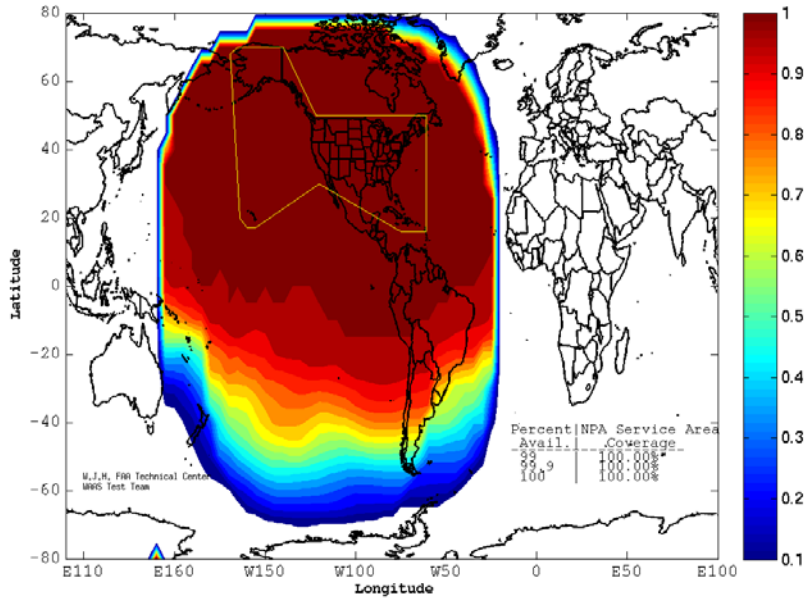 80
60
40
20
0
-20
-40
-60
-80
Latitude
E110
E160
W150
W100
W50
0
E50
E100
Longitude
Percent|NPA Service Area
Avail.| Coverage
99 | 100.00%
99.9 | 100.00%
100 | 100.00%
W.J.H. FAA Technical Center
WAAS Test Team
1
0.9
0.8
0.7
0.6
0.5
0.4
0.3
0.2
0.1